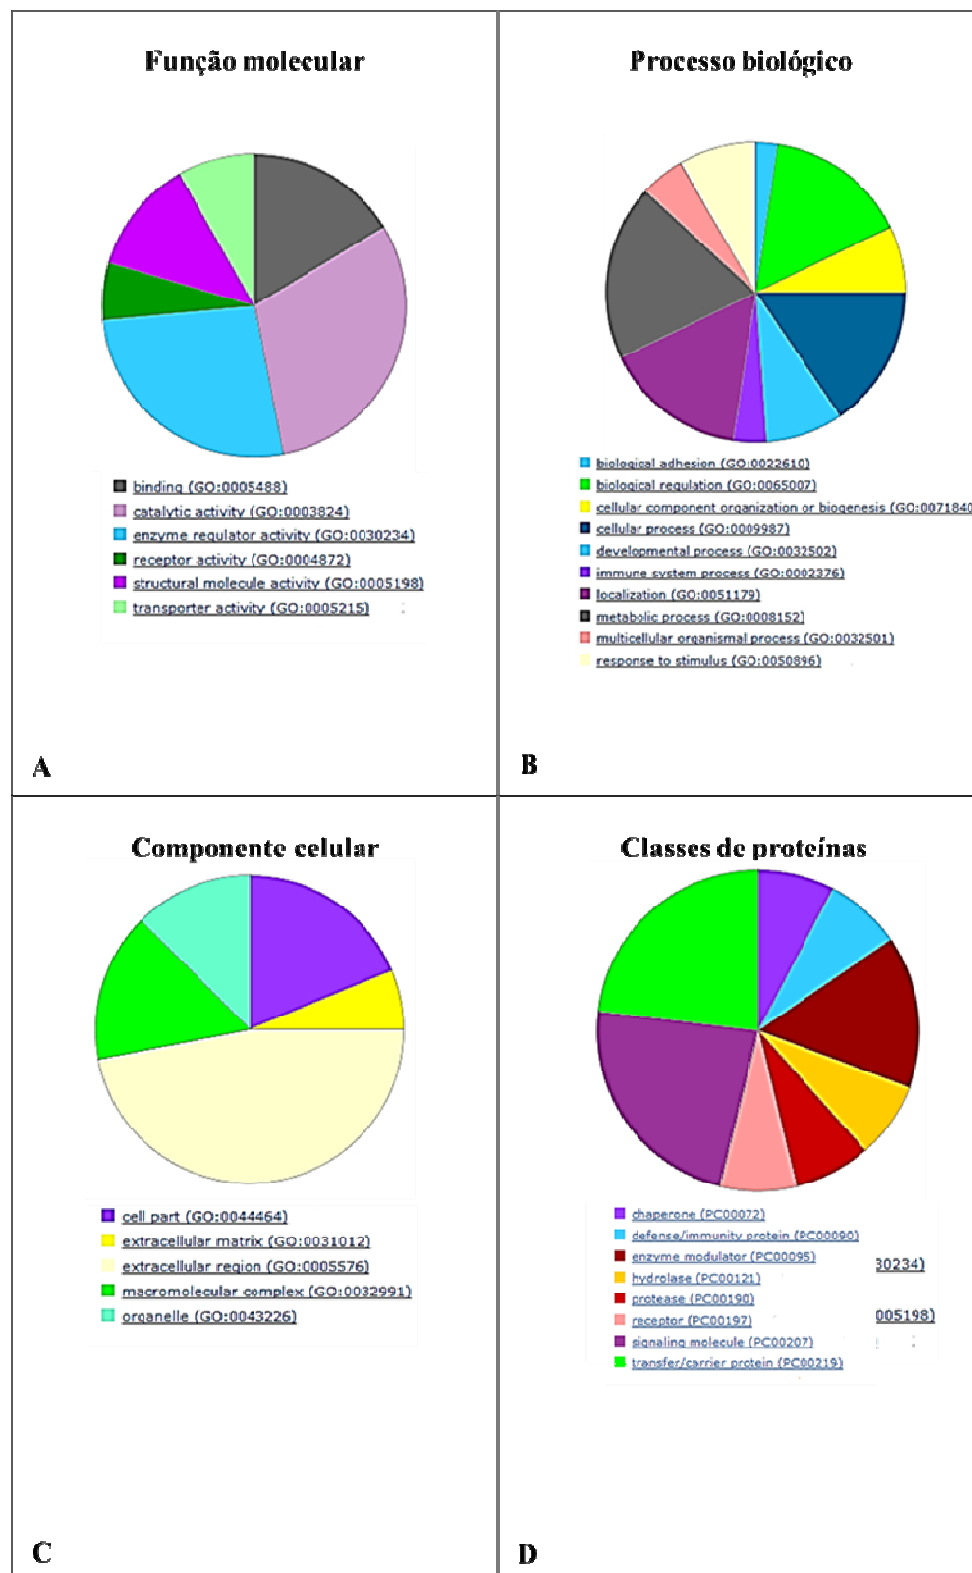 Função molecular
binding (GO:0005488)
catalytic activity (GO:0003824)
enzyme regulator activity (GO:0030234)
receptor activity (GO:0004872)
structural molecule activity (GO:0005198)
transporter activity (GO:0005215)
A
Processo biológico
biological adhesion (GO:0022610)
biological regulation (GO:0065007)
cellular component organization or biogenesis (GO:0071840
cellular process (GO:0009987)
developmental process (GO:0032502)
immune system process (GO:0002376)
localization (GO:0051179)
metabolic process (GO:0008152)
multicellular organismal process (GO:0032501)
response to stimulus (GO:0050896)
B
Componente celular
cell part (GO:0044464)
extracellular matrix (GO:0031012)
extracellular region (GO:0005576)
macromolecular complex (GO:0032991)
organelle (GO:0043226)
C
Classes de proteínas
chaperone (PC00072)
defense/immunity protein (PC00090)
enzyme modulator (PC00095)
30234)
hydrolase (PC00121)
protease (PC00190)
receptor (PC00197)
005198)
signaling molecule (PC00207)
transfer/carrier protein (PC00219)
D